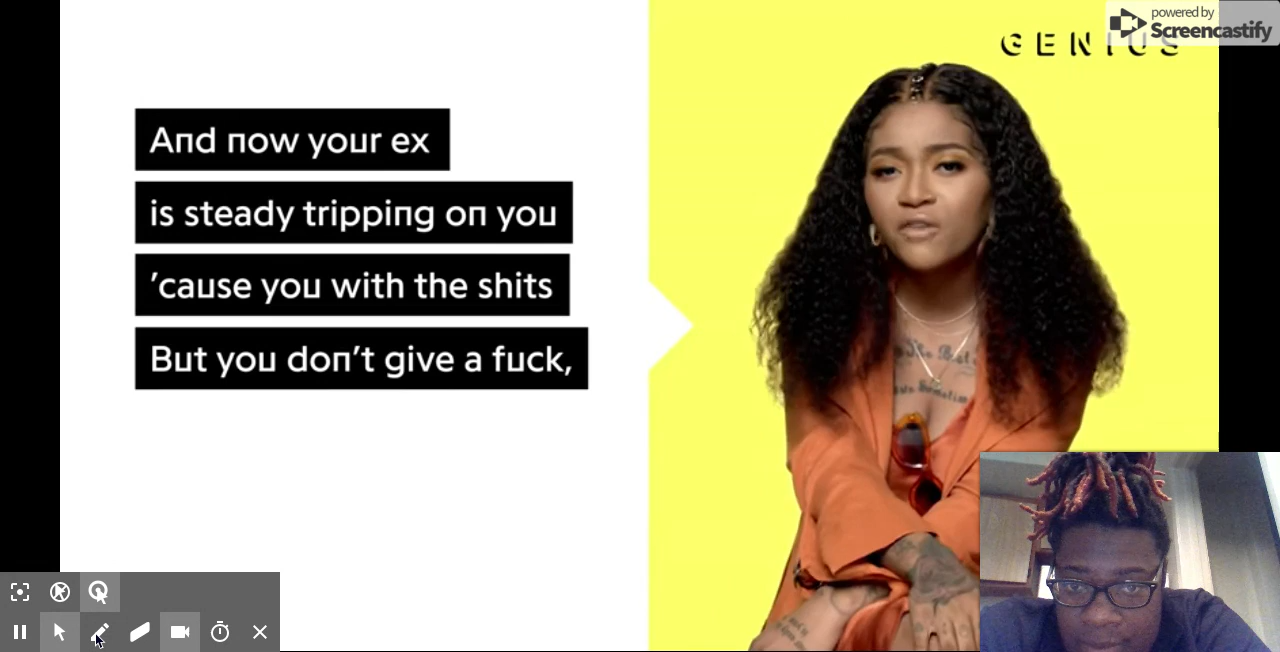 powered by
Screencastify
GENIUS
And now your ex
is steady tripping on you
’cause you with the shits
But you don’t give a fuck,